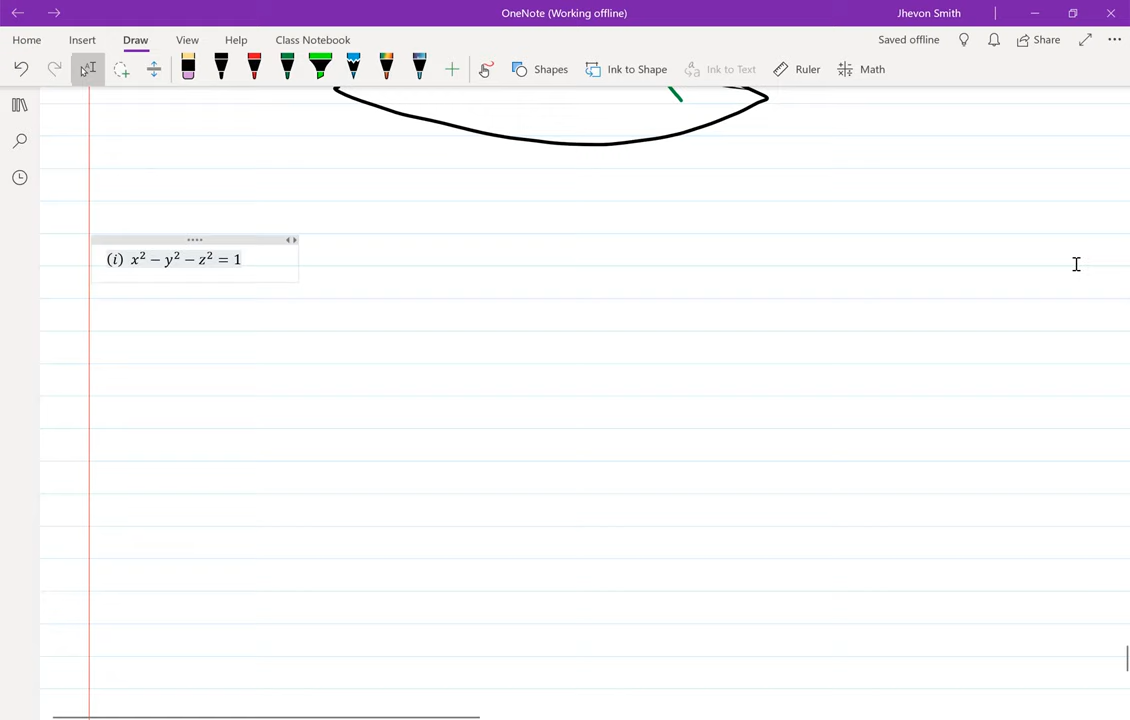 OneNote (Working offline)
Jhevon Smith
Home Insert Draw View Help Class Notebook
Saved offline
Share
Shapes
Ink to Shape
Ink to Text
Ruler
Math
(i) x² − y² − z² = 1